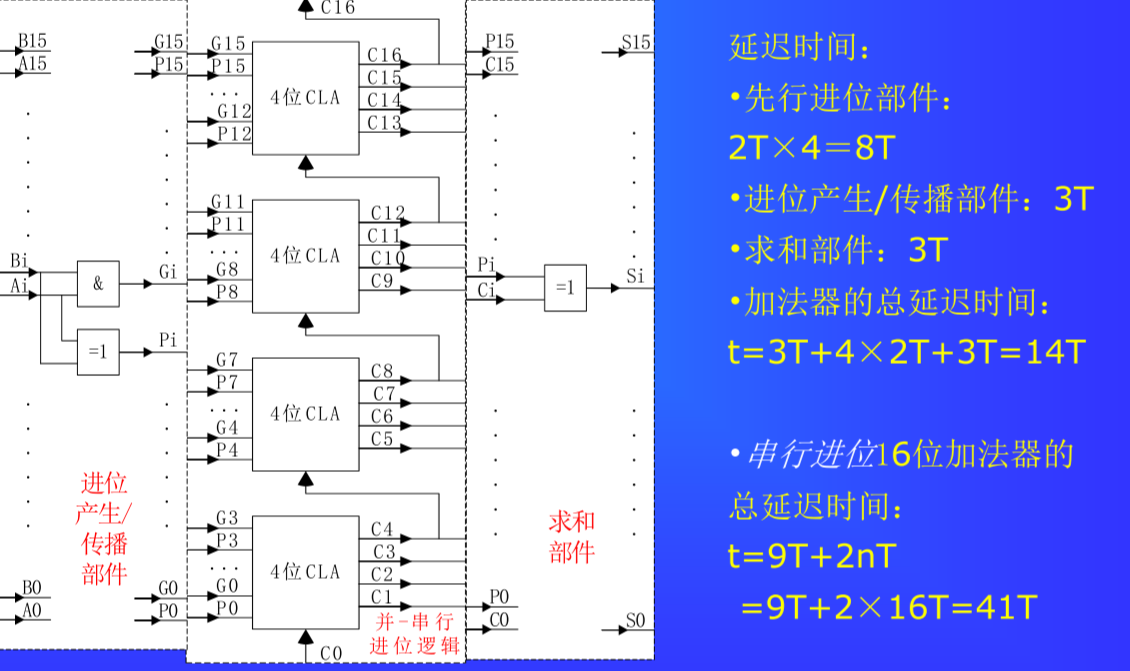 C16
B15
A15
G15
P15
G15
P15
...
G12
P12
4位CLA
C16
C15
C14
C13
P15
C15
S15
G11
P11
...
G8
P8
4位CLA
C12
C11
C10
C9
Bi
Ai
&
=1
Gi
Pi
Pi
Ci
=1
Si
G7
P7
...
G4
P4
4位CLA
C8
C7
C6
C5
G3
P3
...
G0
P0
4位CLA
C4
C3
C2
C1
C0
B0
A0
G0
P0
P0
C0
S0
进位
产生/
传播
部件
并-串行
进位逻辑
求和
部件
延迟时间：
•先行进位部件：
2T×4＝8T
•进位产生/传播部件：3T
•求和部件：3T
•加法器的总延迟时间：
t=3T+4×2T+3T=14T
•串行进位16位加法器的
总延迟时间：
t=9T+2nT
=9T+2×16T=41T